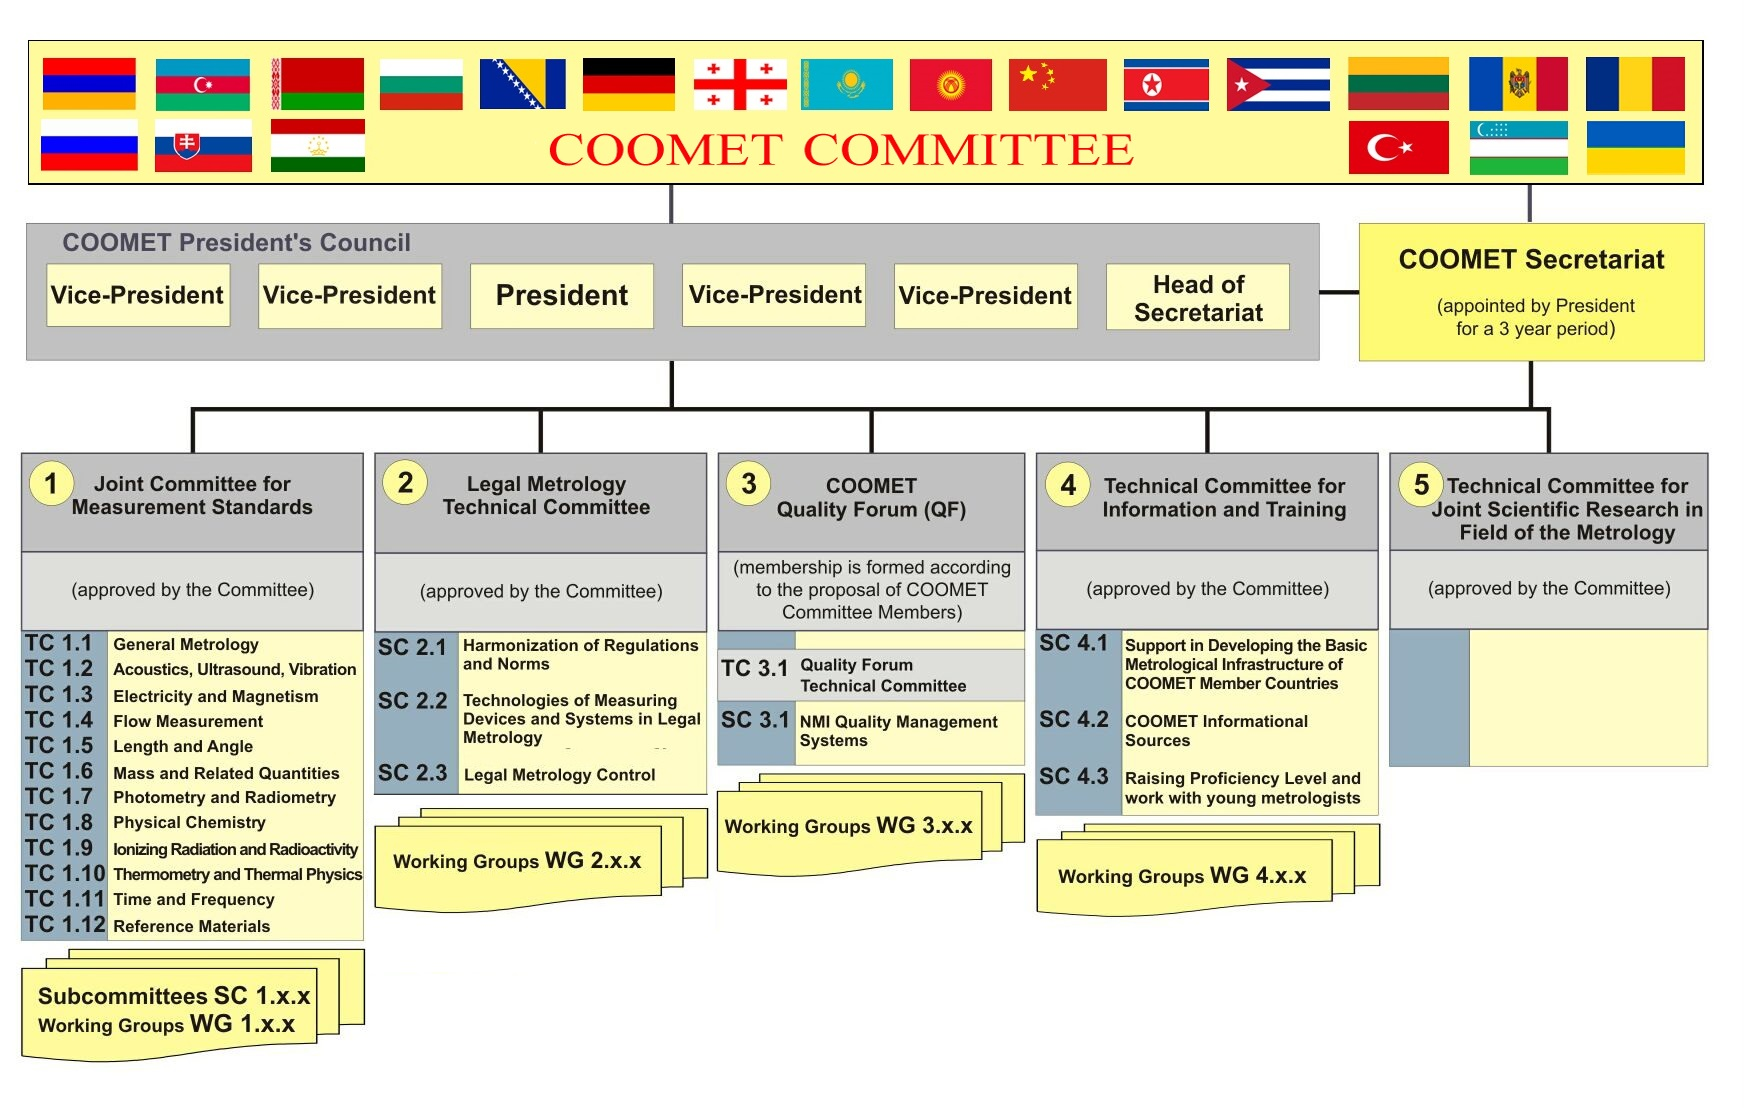 COOMET COMMITTEE
COOMET President's Council
Vice-President
Vice-President
President
Vice-President
Vice-President
Head of
Secretariat
COOMET Secretariat
(appointed by President
for a 3 year period)
1
Joint Committee for
Measurement Standards
(approved by the Committee)
TC 1.1 General Metrology
TC 1.2 Acoustics, Ultrasound, Vibration
TC 1.3 Electricity and Magnetism
TC 1.4 Flow Measurement
TC 1.5 Length and Angle
TC 1.6 Mass and Related Quantities
TC 1.7 Photometry and Radiometry
TC 1.8 Physical Chemistry
TC 1.9 Ionizing Radiation and Radioactivity
TC 1.10 Thermometry and Thermal Physics
TC 1.11 Time and Frequency
TC 1.12 Reference Materials
Subcommittees SC 1.x.x
Working Groups WG 1.x.x
2
Legal Metrology
Technical Committee
(approved by the Committee)
SC 2.1 Harmonization of Regulations
and Norms
SC 2.2 Technologies of Measuring
Devices and Systems in Legal
Metrology
SC 2.3 Legal Metrology Control
Working Groups WG 2.x.x
3
COOMET
Quality Forum (QF)
(membership is formed according
to the proposal of COOMET
Committee Members)
TC 3.1 Quality Forum
Technical Committee
SC 3.1 NMI Quality Management
Systems
Working Groups WG 3.x.x
4
Technical Committee for
Information and Training
(approved by the Committee)
SC 4.1 Support in Developing the Basic
Metrological Infrastructure of
COOMET Member Countries
SC 4.2 COOMET Informational
Sources
SC 4.3 Raising Proficiency Level and
work with young metrologists
Working Groups WG 4.x.x
5
Technical Committee for
Joint Scientific Research in
Field of the Metrology
(approved by the Committee)